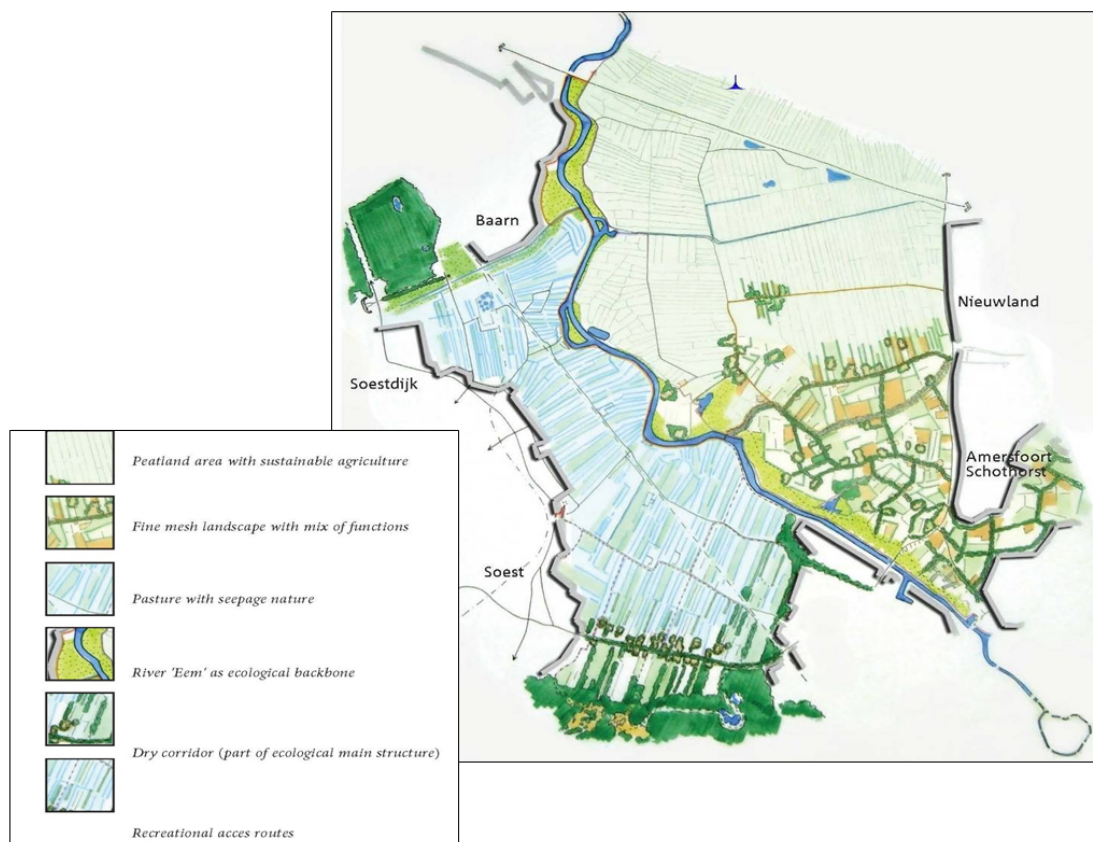 Baarn
Nieuwland
Soestdijk
Amersfoort
Schothorst
Soest
Peatland area with sustainable agriculture
Fine mesh landscape with mix of functions
Pasture with seepage nature
River 'Eem' as ecological backbone
Dry corridor (part of ecological main structure)
Recreational acces routes